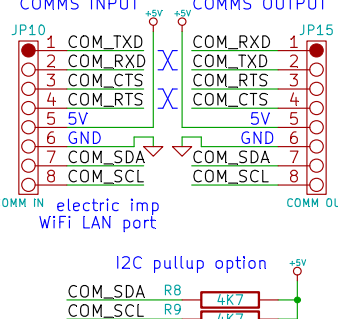 COMMS INPUT COMMS OUTPUT
+5V +5V
JP10 JP15
1 COM_TXD COM_RXD 1
2 COM_RXD COM_TXD 2
3 COM_CTS COM_RTS 3
4 COM_RTS COM_CTS 4
5 5V 5V 5
6 GND GND 6
7 COM_SDA COM_SDA 7
8 COM_SCL COM_SCL 8
OMM IN COMM OU
electric imp
WiFi LAN port
I2C pullup option
+5V
COM_SDA R8 4K7
COM_SCL R9 4K7